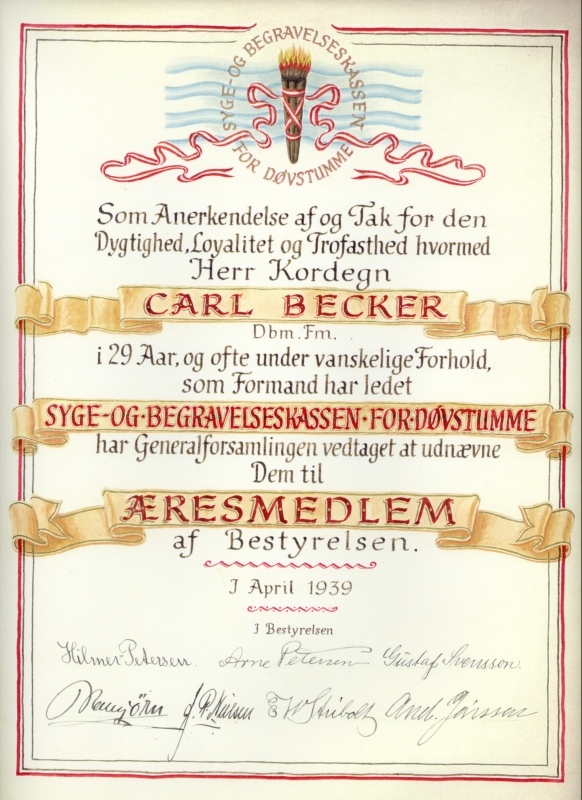 SYGE-OG BEGRAVELSESKASSEN
FOR DØVSTUMME
Som Anerkendelse af og Tak for den
Dygtighed, Loyalitet og Trofasthed hvormed
Herr Kordegn
CARL BECKER
Dbm. Fm.
i 29 Aar, og ofte under vanskelige Forhold,
som Formand har ledet
SYGE-OG-BEGRAVELSESKASSEN·FOR·DØVSTUMME
har Generalforsamlingen vedtaget at udnævne
Dem til
ÆRESMEDLEM
af Bestyrelsen.
I April 1939
I Bestyrelsen
Hilmer Petersen. Arne Petersen Gustaf Svensson.
J. P. Nielsen And. Jönsson